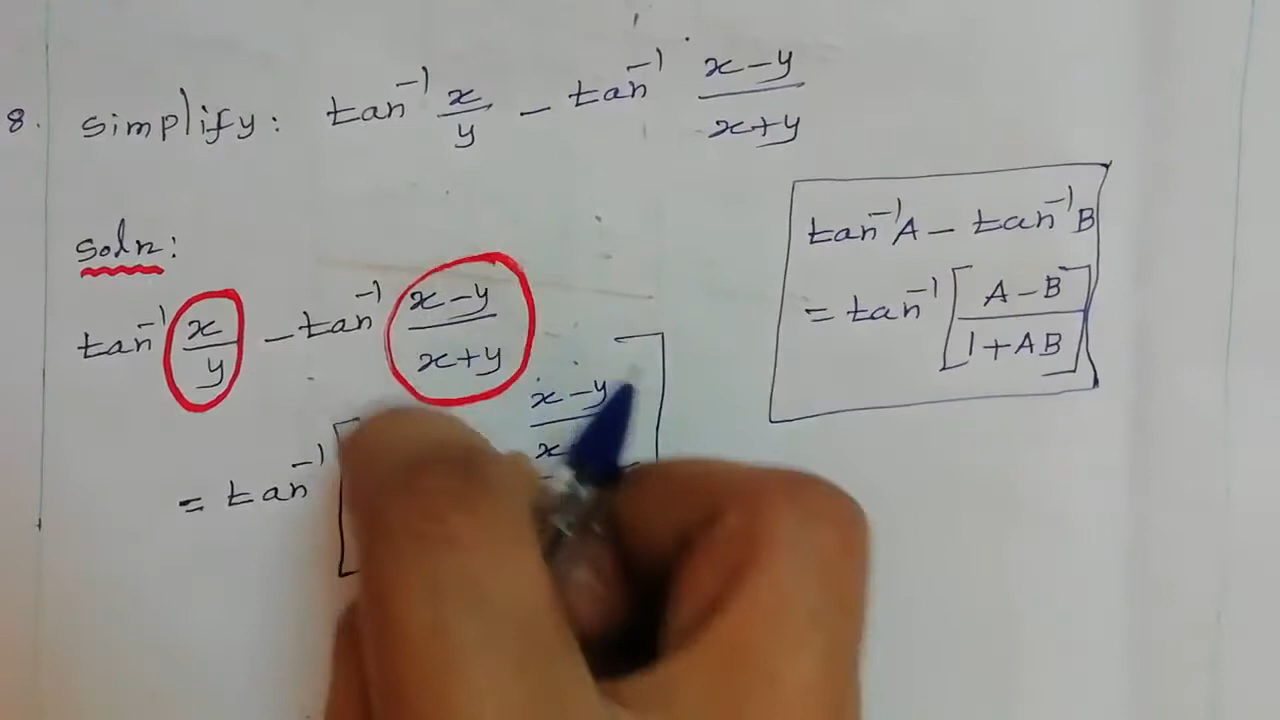 8. simplify: tan⁻¹ x/y - tan⁻¹ (x-y)/(x+y)
tan⁻¹A - tan⁻¹B
= tan⁻¹[(A-B)/(1+AB)]
soln:
tan⁻¹ x/y - tan⁻¹ (x-y)/(x+y)
= tan⁻¹ [ x-y ]
x